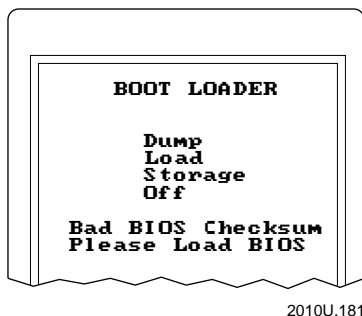 BOOT LOADER
Dump
Load
Storage
Off
Bad BIOS Checksum
Please Load BIOS
2010U.181